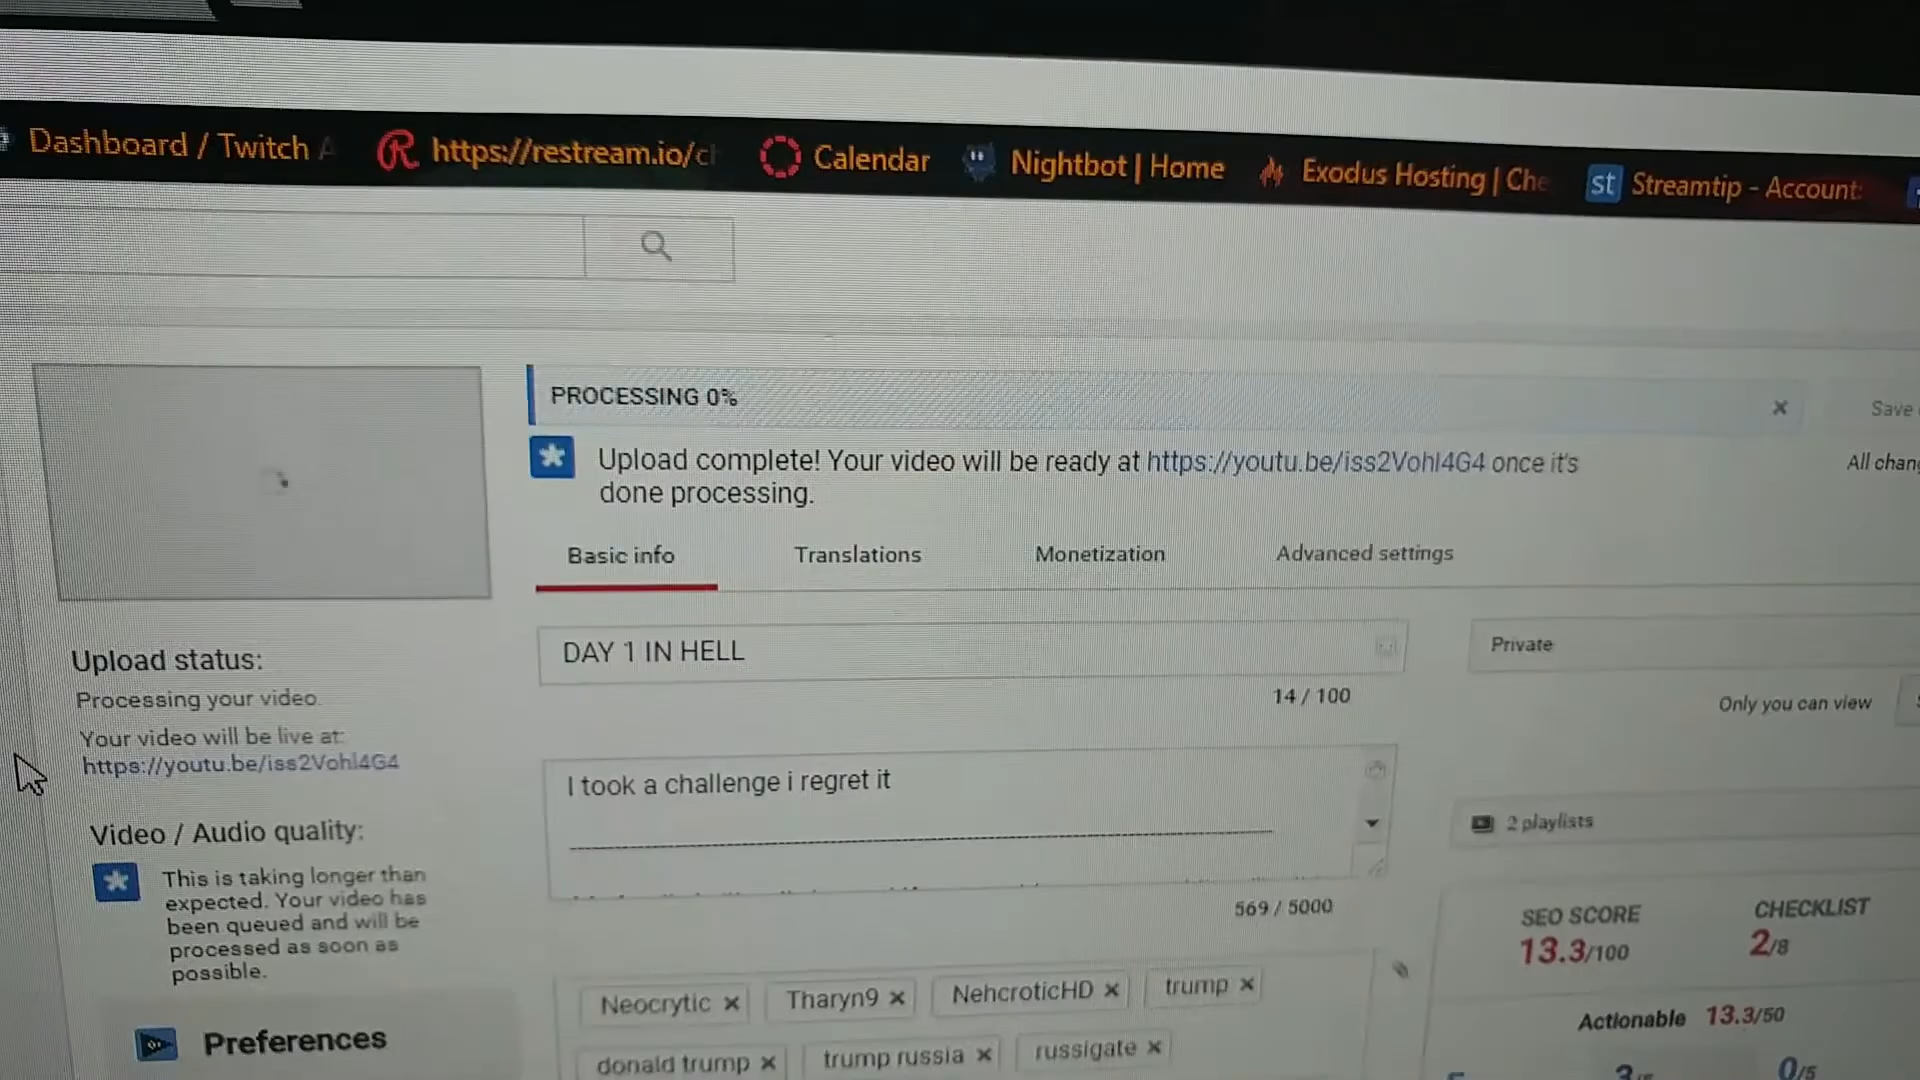 Dashboard / Twitch A
https://restream.io/ch
Calendar
Nightbot | Home
Exodus Hosting | Che
st Streamtip - Account:
PROCESSING 0%
Save
Upload complete! Your video will be ready at https://youtu.be/iss2Vohl4G4 once it's
done processing.
All chang
Basic info
Translations
Monetization
Advanced settings
DAY 1 IN HELL
Private
14 / 100
Only you can view
Upload status:
Processing your video.
Your video will be live at:
https://youtu.be/iss2Vohl4G4
I took a challenge i regret it
2 playlists
569 / 5000
Video / Audio quality:
This is taking longer than
expected. Your video has
been queued and will be
processed as soon as
possible.
SEO SCORE
13.3/100
CHECKLIST
2/8
Neocrytic
Tharyn9
NehcroticHD
trump
donald trump
trump russia
russigate
Actionable 13.3/50
0/5
Preferences